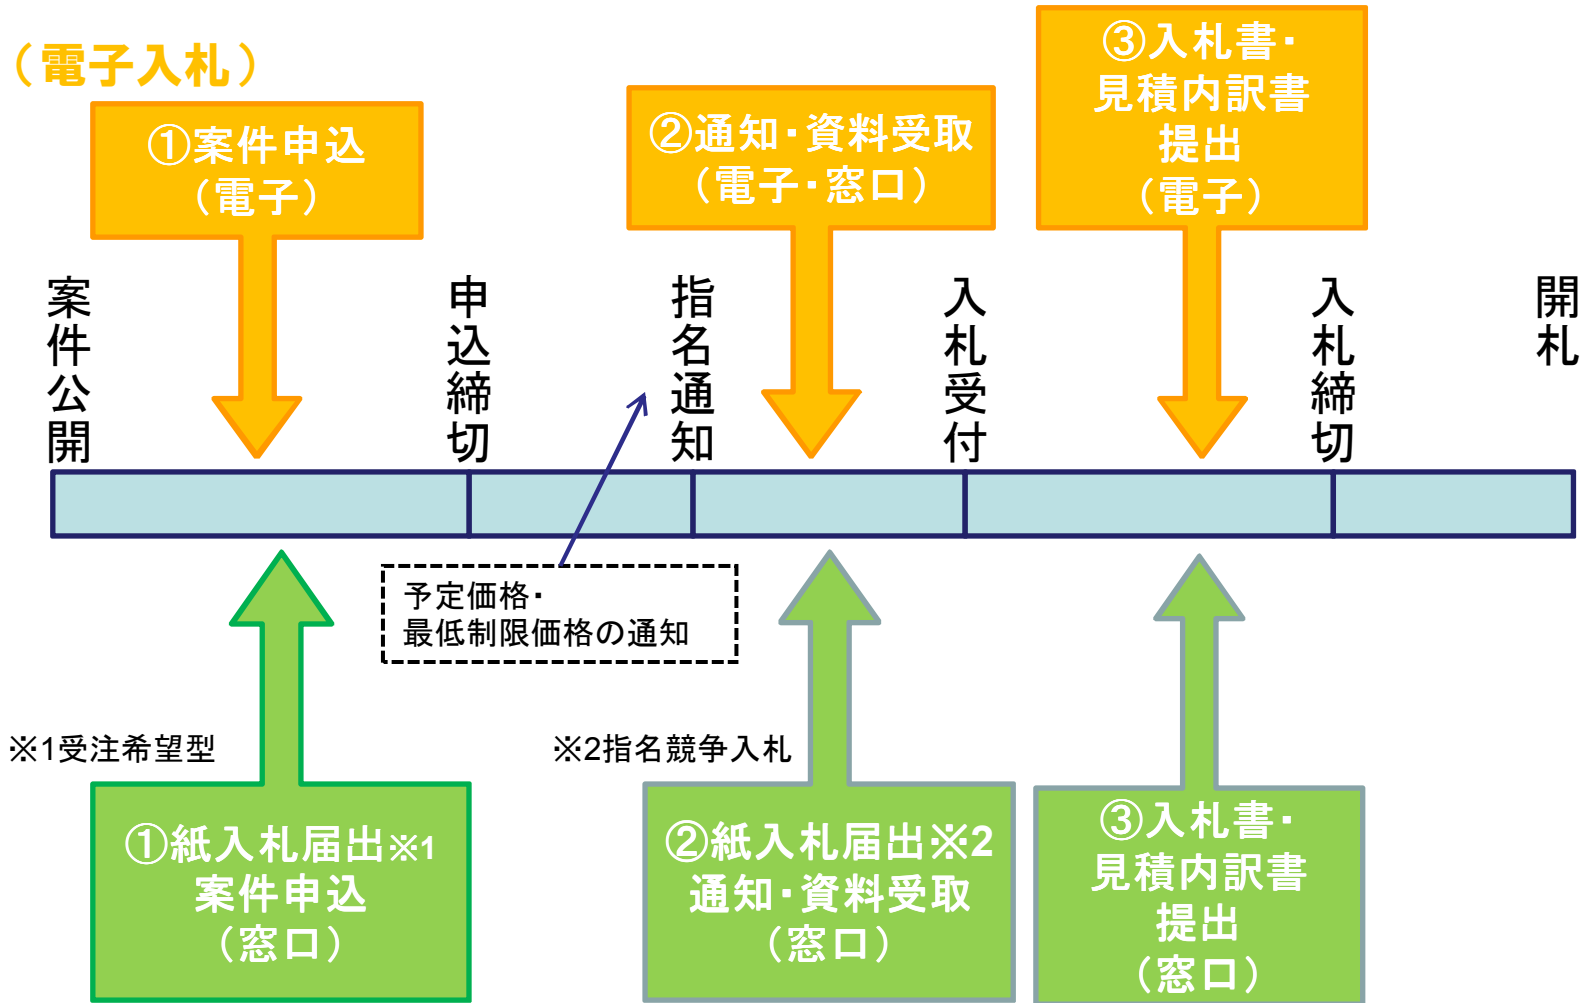 （電子入札）
①案件申込
（電子）
②通知・資料受取
（電子・窓口）
③入札書・
見積内訳書
提出
（電子）
案件公開
申込締切
指名通知
入札受付
入札締切
開札
予定価格・
最低制限価格の通知
※1受注希望型
※2指名競争入札
①紙入札届出※1
案件申込
（窓口）
②紙入札届出※2
通知・資料受取
（窓口）
③入札書・
見積内訳書
提出
（窓口）